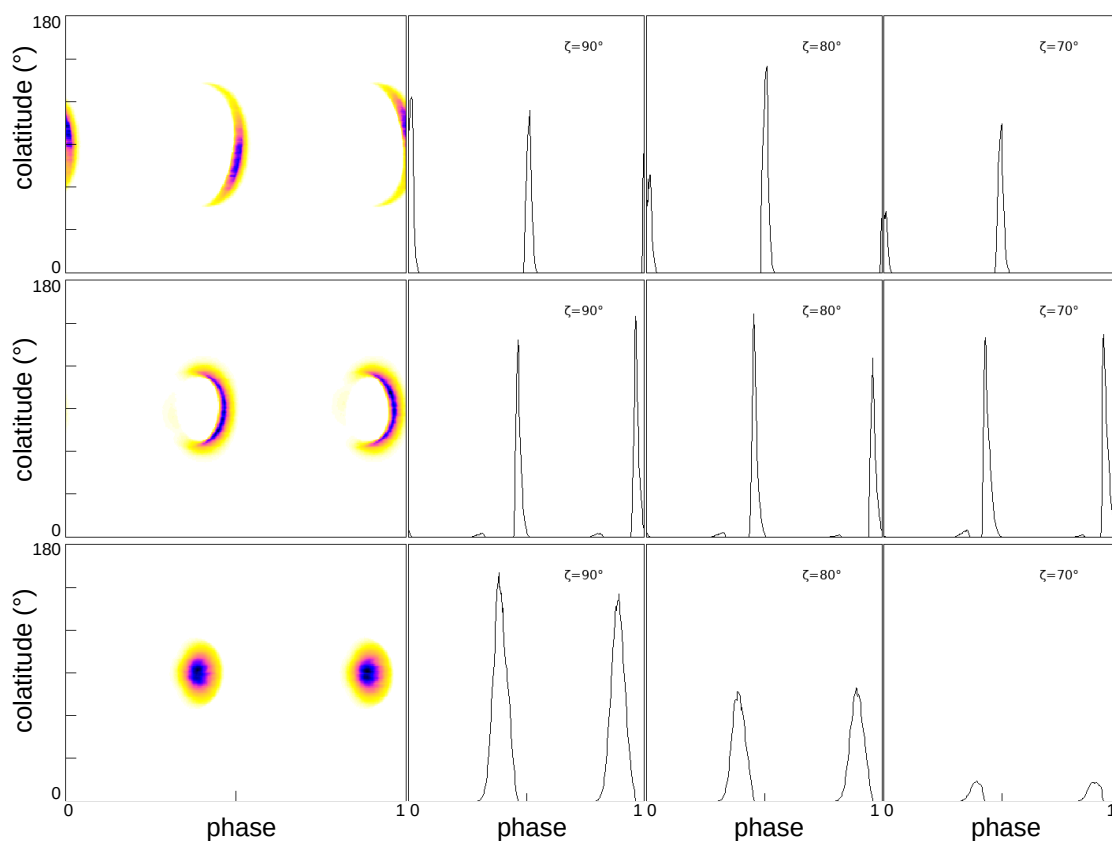 180
colatitude (°)
0
ζ=90°
ζ=80°
ζ=70°
180
colatitude (°)
0
ζ=90°
ζ=80°
ζ=70°
180
colatitude (°)
0
ζ=90°
ζ=80°
ζ=70°
0 1 0 1 0 1 0 1
phase phase phase phase